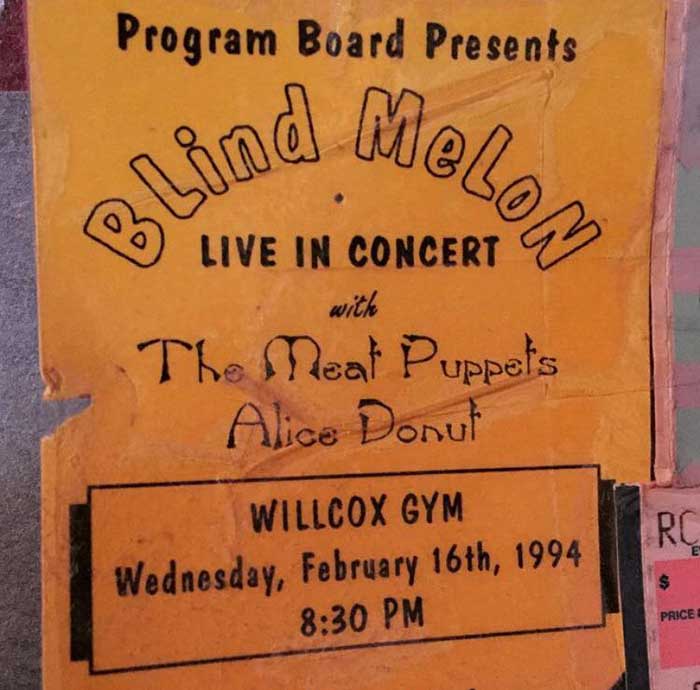 Program Board Presents
BLind MeLoN
LIVE IN CONCERT
with
The Meat Puppets
Alice Donut
WILLCOX GYM
Wednesday, February 16th, 1994
8:30 PM
$
PRICE